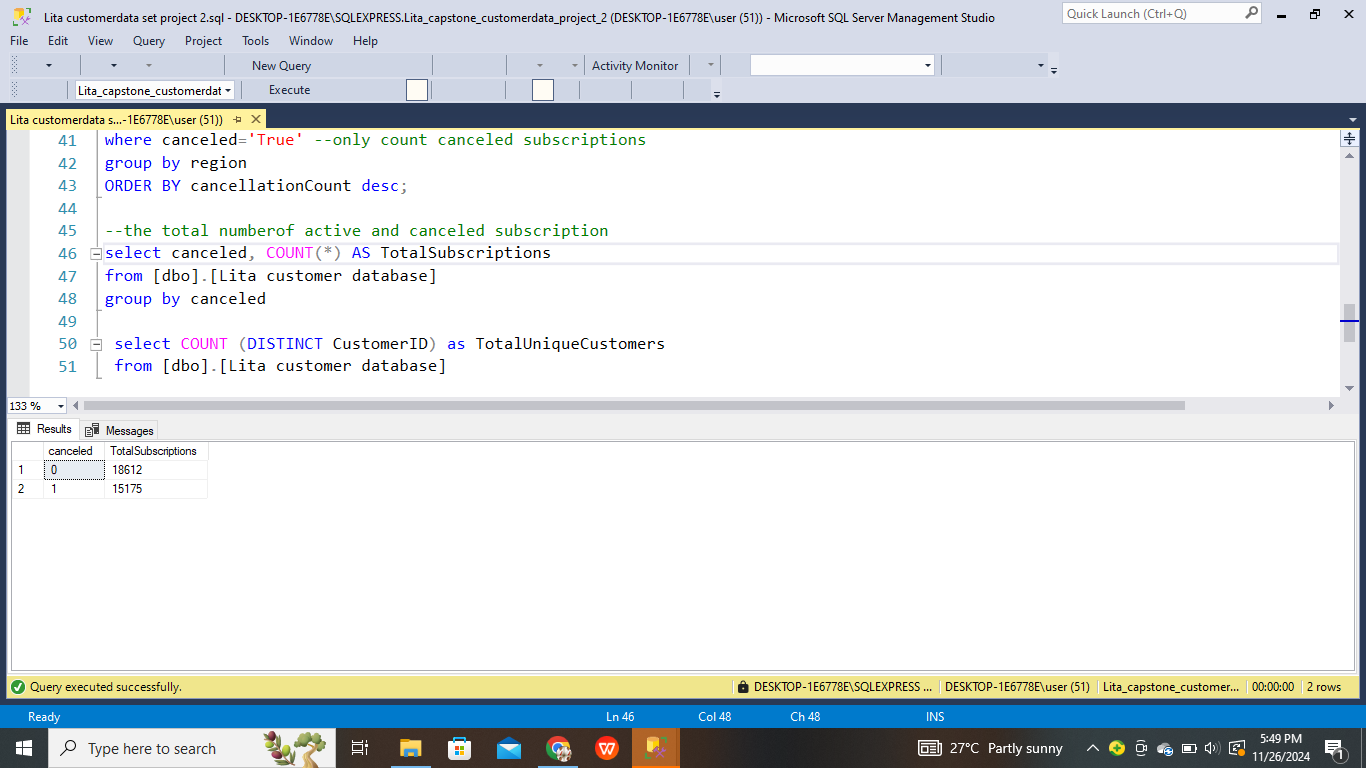 Lita customerdata set project 2.sql - DESKTOP-1E6778E\SQLEXPRESS.Lita_capstone_customerdata_project_2 (DESKTOP-1E6778E\user (51)) - Microsoft SQL Server Management Studio
Quick Launch (Ctrl+Q)
File Edit View Query Project Tools Window Help
New Query Activity Monitor
Lita_capstone_customerdat Execute
Lita customerdata s...-1E6778E\user (51))
41 where canceled='True' --only count canceled subscriptions
42 group by region
43 ORDER BY cancellationCount desc;
44
45 --the total numberof active and canceled subscription
46 select canceled, COUNT(*) AS TotalSubscriptions
47 from [dbo].[Lita customer database]
48 group by canceled
49
50 select COUNT (DISTINCT CustomerID) as TotalUniqueCustomers
51 from [dbo].[Lita customer database]
133 %
Results Messages
canceled TotalSubscriptions
1 0 18612
2 1 15175
Query executed successfully. DESKTOP-1E6778E\SQLEXPRESS ... DESKTOP-1E6778E\user (51) Lita_capstone_customer... 00:00:00 2 rows
Ready Ln 46 Col 48 Ch 48 INS
Type here to search 27°C Partly sunny 5:49 PM
11/26/2024 1